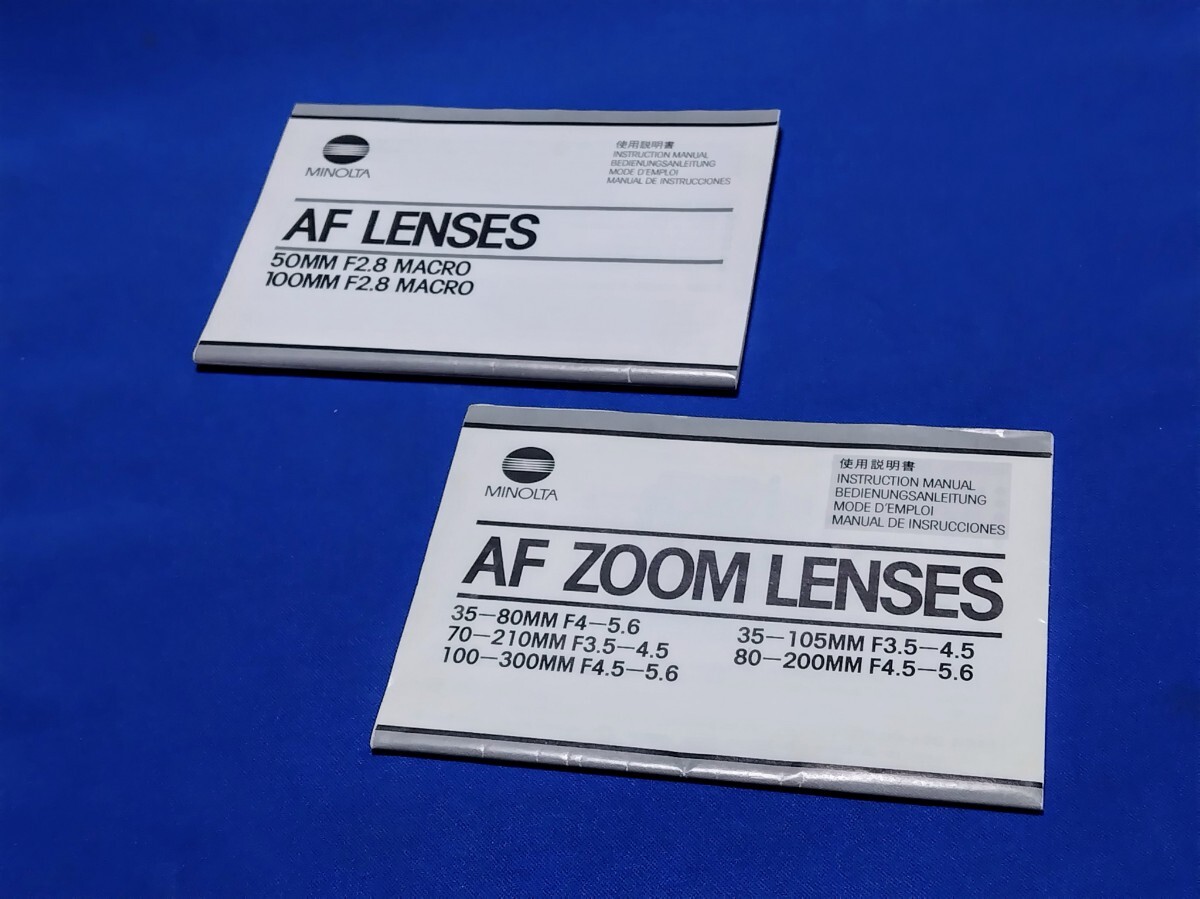 MINOLTA
使用説明書
INSTRUCTION MANUAL
BEDIENUNGSANLEITUNG
MODE D'EMPLOI
MANUAL DE INSTRUCCIONES
AF LENSES
50MM F2.8 MACRO
100MM F2.8 MACRO
MINOLTA
使用説明書
INSTRUCTION MANUAL
BEDIENUNGSANLEITUNG
MODE D'EMPLOI
MANUAL DE INSRUCCIONES
AF ZOOM LENSES
35—80MM F4—5.6
70—210MM F3.5—4.5
100—300MM F4.5—5.6
35—105MM F3.5—4.5
80—200MM F4.5—5.6